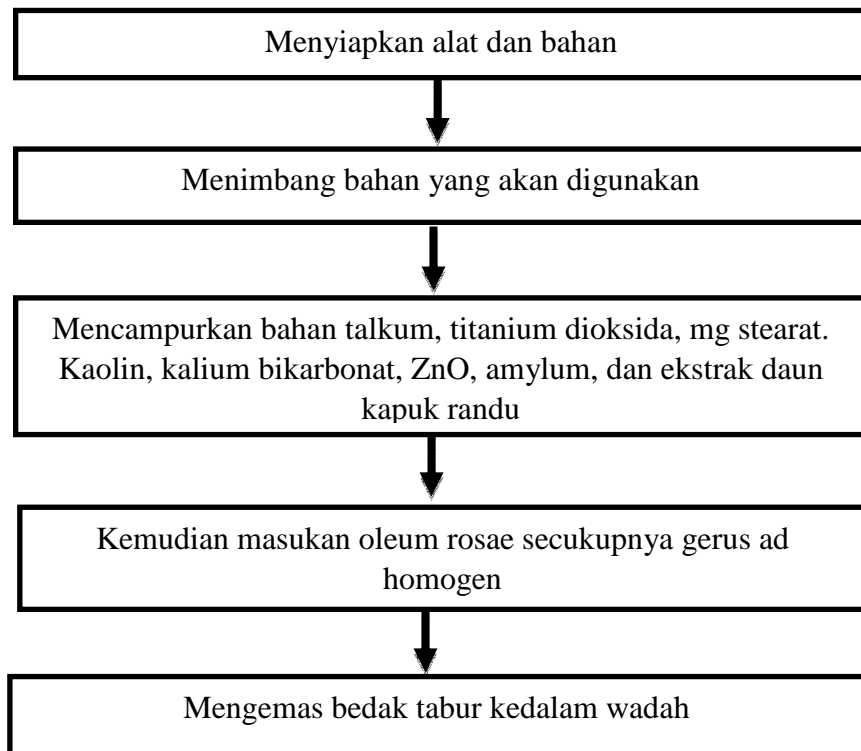 Menyiapkan alat dan bahan
Menimbang bahan yang akan digunakan
Mencampurkan bahan talkum, titanium dioksida, mg stearat.
Kaolin, kalium bikarbonat, ZnO, amylum, dan ekstrak daun
kapuk randu
Kemudian masukan oleum rosae secukupnya gerus ad
homogen
Mengemas bedak tabur kedalam wadah